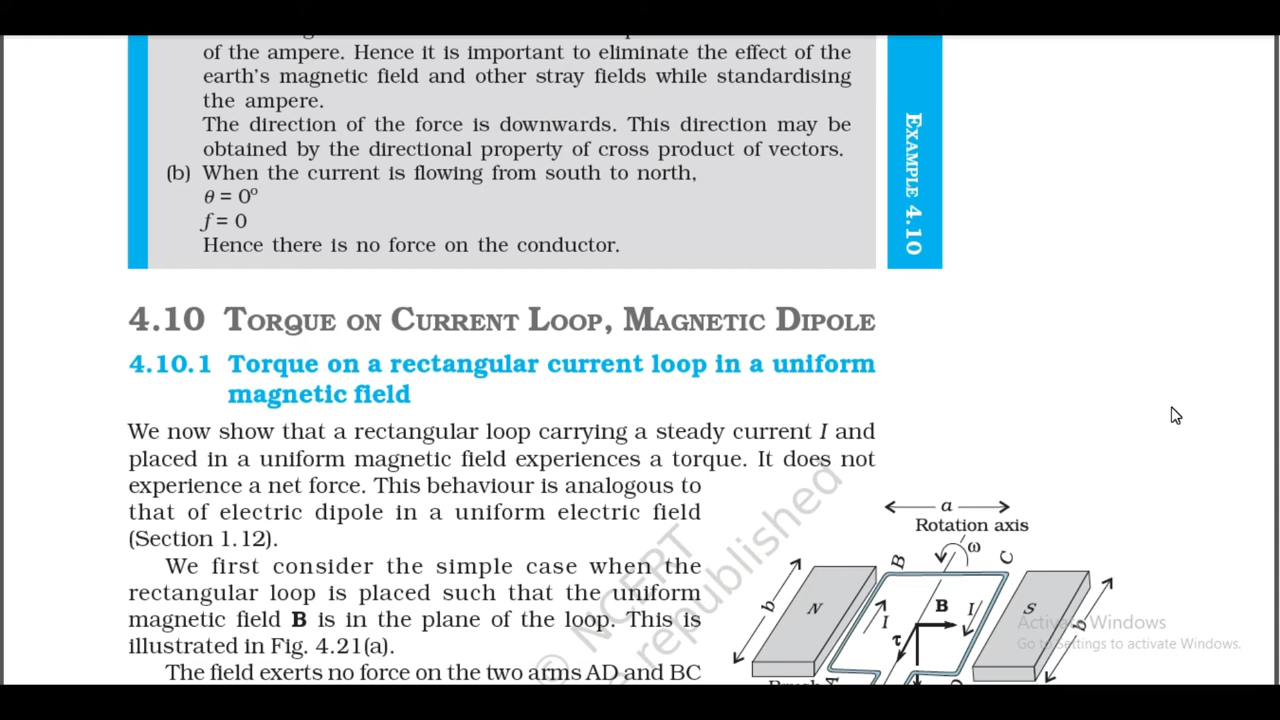 of the ampere. Hence it is important to eliminate the effect of the
earth's magnetic field and other stray fields while standardising
the ampere.
The direction of the force is downwards. This direction may be
obtained by the directional property of cross product of vectors.
(b) When the current is flowing from south to north,
θ = 0°
f = 0
Hence there is no force on the conductor.
EXAMPLE 4.10
4.10 TORQUE ON CURRENT LOOP, MAGNETIC DIPOLE
4.10.1 Torque on a rectangular current loop in a uniform
magnetic field
We now show that a rectangular loop carrying a steady current I and
placed in a uniform magnetic field experiences a torque. It does not
experience a net force. This behaviour is analogous to
that of electric dipole in a uniform electric field
(Section 1.12).
We first consider the simple case when the
rectangular loop is placed such that the uniform
magnetic field B is in the plane of the loop. This is
illustrated in Fig. 4.21(a).
The field exerts no force on the two arms AD and BC
© NCERT
republished
a
Rotation axis
ω
B
C
b
N
I
B
I
S
b
τ
A
Activate Windows
Go to Settings to activate Windows.